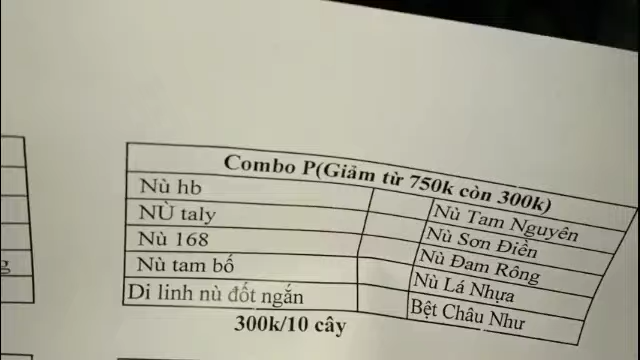 Combo P(Giảm từ 750k còn 300k)
Nù hb
Nù Tam Nguyên
NÙ taly
Nù Sơn Điền
Nù 168
Nù Đam Rông
Nù tam bố
Nù Lá Nhựa
Di linh nù đốt ngắn
Bệt Châu Như
300k/10 cây